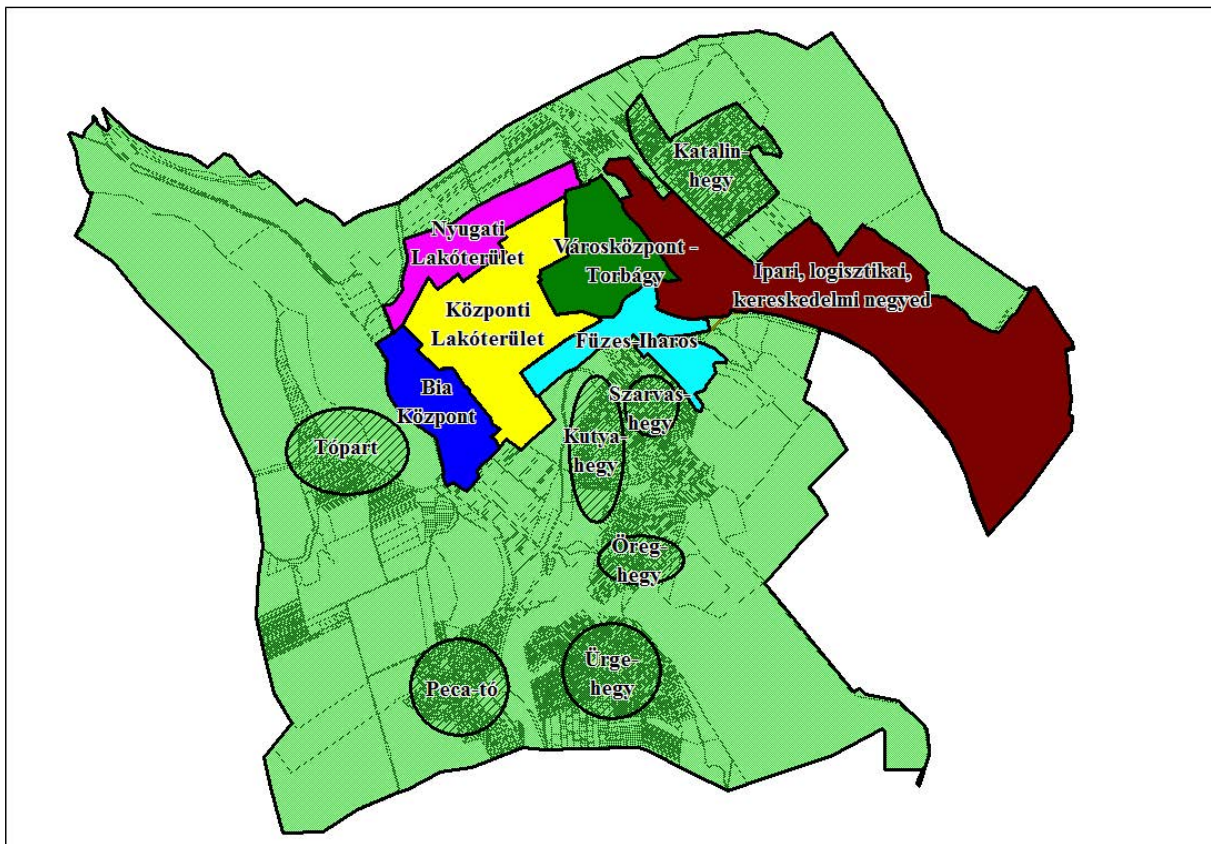 Katalin-
hegy
Nyugati
Lakóterület
Városközpont -
Torbágy
Ipari, logisztikai,
kereskedelmi negyed
Központi
Lakóterület
Füzes-Iharos
Bia
Központ
Szarvas-
hegy
Tópart
Kutya-
hegy
Öreg-
hegy
Ürge-
hegy
Peca-tó